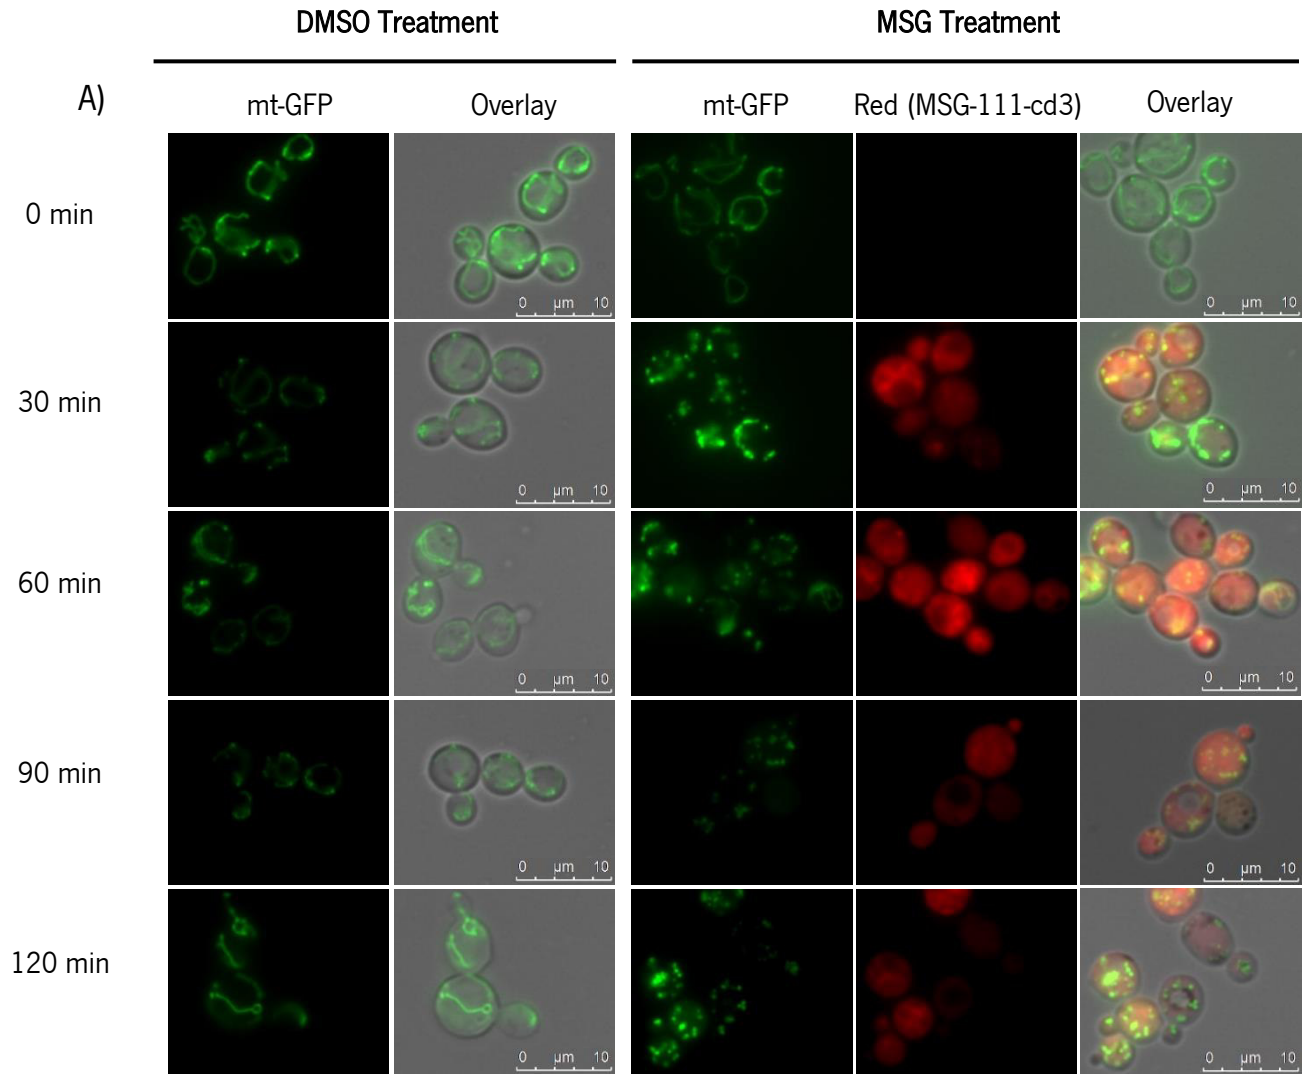 DMSO Treatment MSG Treatment
A) mt-GFP Overlay mt-GFP Red (MSG-111-cd3) Overlay
0 min
0 µm 10 0 µm 10
30 min
0 µm 10 0 µm 10
60 min
0 µm 10 0 µm 10
90 min
0 µm 10 0 µm 10
120 min
0 µm 10 0 µm 10